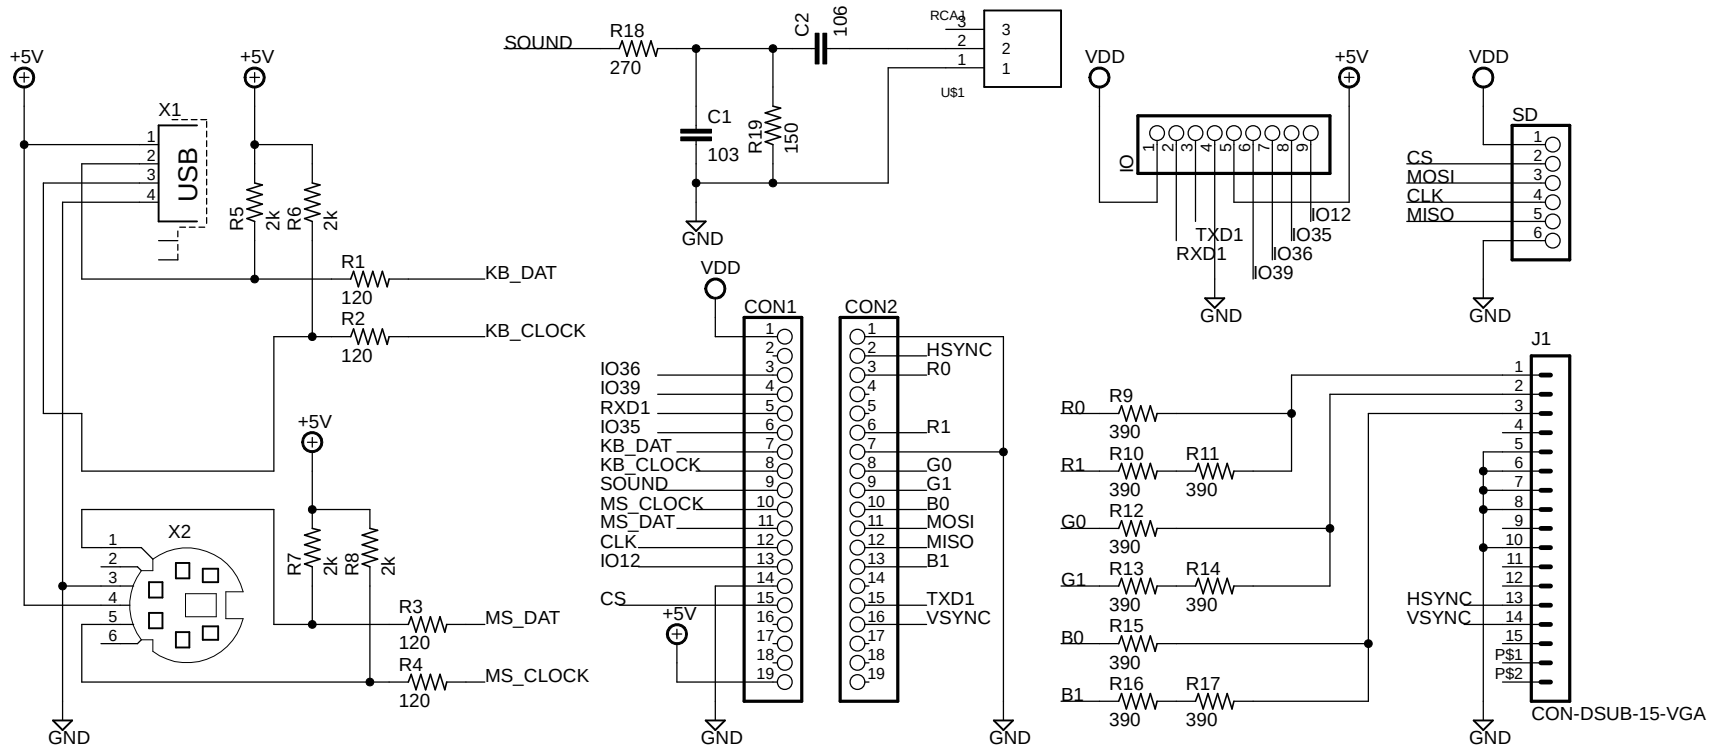 +5V
+5V
X1
1
2
3
4
USB
R5
2k
R6
2k
R1
120
KB_DAT
R2
120
KB_CLOCK
+5V
X2
1
2
3
4
5
6
R7
2k
R8
2k
R3
120
MS_DAT
R4
120
MS_CLOCK
GND
SOUND
R18
270
C2
106
C1
103
R19
150
GND
RCAJ
3
2
1
3
2
1
U$1
VDD
+5V
IO
1
2
3
4
5
6
7
8
9
IO12
TXD1
IO35
RXD1
IO36
IO39
GND
VDD
SD
1
2
3
4
5
6
CS
MOSI
CLK
MISO
GND
VDD
CON1
1
2
IO36 3
IO39 4
RXD1 5
IO35 6
KB_DAT 7
KB_CLOCK 8
SOUND 9
MS_CLOCK 10
MS_DAT 11
CLK 12
IO12 13
14
CS 15
+5V
16
17
18
19
GND
CON2
1
2 HSYNC
3 R0
4
5
6 R1
7
8 G0
9 G1
10 B0
11 MOSI
12 MISO
13 B1
14
15 TXD1
16 VSYNC
17
18
19
GND
R0
R9
390
R1
R10
390
R11
390
G0
R12
390
G1
R13
390
R14
390
B0
R15
390
B1
R16
390
R17
390
J1
1
2
3
4
5
6
7
8
9
10
11
12
HSYNC 13
VSYNC 14
15
P$1
P$2
CON-DSUB-15-VGA
GND